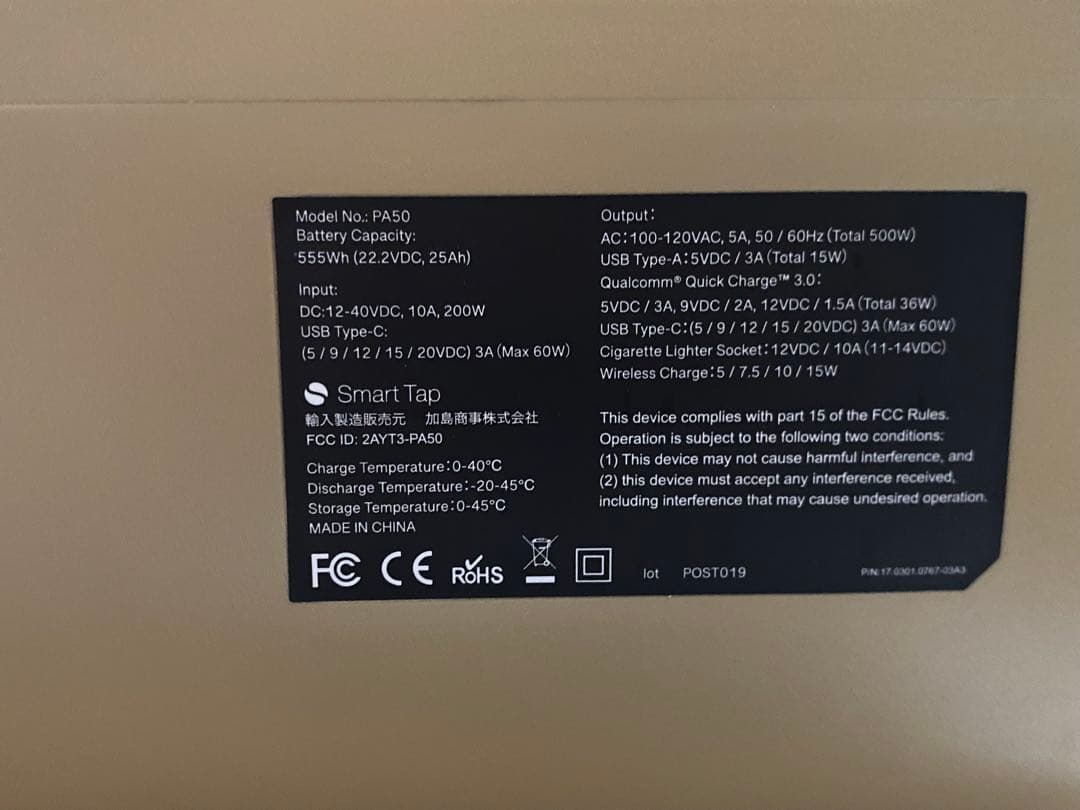 Model No.: PA50
Battery Capacity:
555Wh (22.2VDC, 25Ah)
Input:
DC:12-40VDC, 10A, 200W
USB Type-C:
(5 / 9 / 12 / 15 / 20VDC) 3A (Max 60W)
Smart Tap
輸入製造販売元 加島商事株式会社
FCC ID: 2AYT3-PA50
Charge Temperature:0-40°C
Discharge Temperature:-20-45°C
Storage Temperature:0-45°C
MADE IN CHINA
FC CE RoHS
Output:
AC:100-120VAC, 5A, 50 / 60Hz (Total 500W)
USB Type-A:5VDC / 3A (Total 15W)
Qualcomm® Quick Charge™ 3.0:
5VDC / 3A, 9VDC / 2A, 12VDC / 1.5A (Total 36W)
USB Type-C:(5 / 9 / 12 / 15 / 20VDC) 3A (Max 60W)
Cigarette Lighter Socket:12VDC / 10A (11-14VDC)
Wireless Charge:5 / 7.5 / 10 / 15W
This device complies with part 15 of the FCC Rules.
Operation is subject to the following two conditions:
(1) This device may not cause harmful interference, and
(2) this device must accept any interference received,
including interference that may cause undesired operation.
lot POST019
P/N:17.0301.0767-03A3